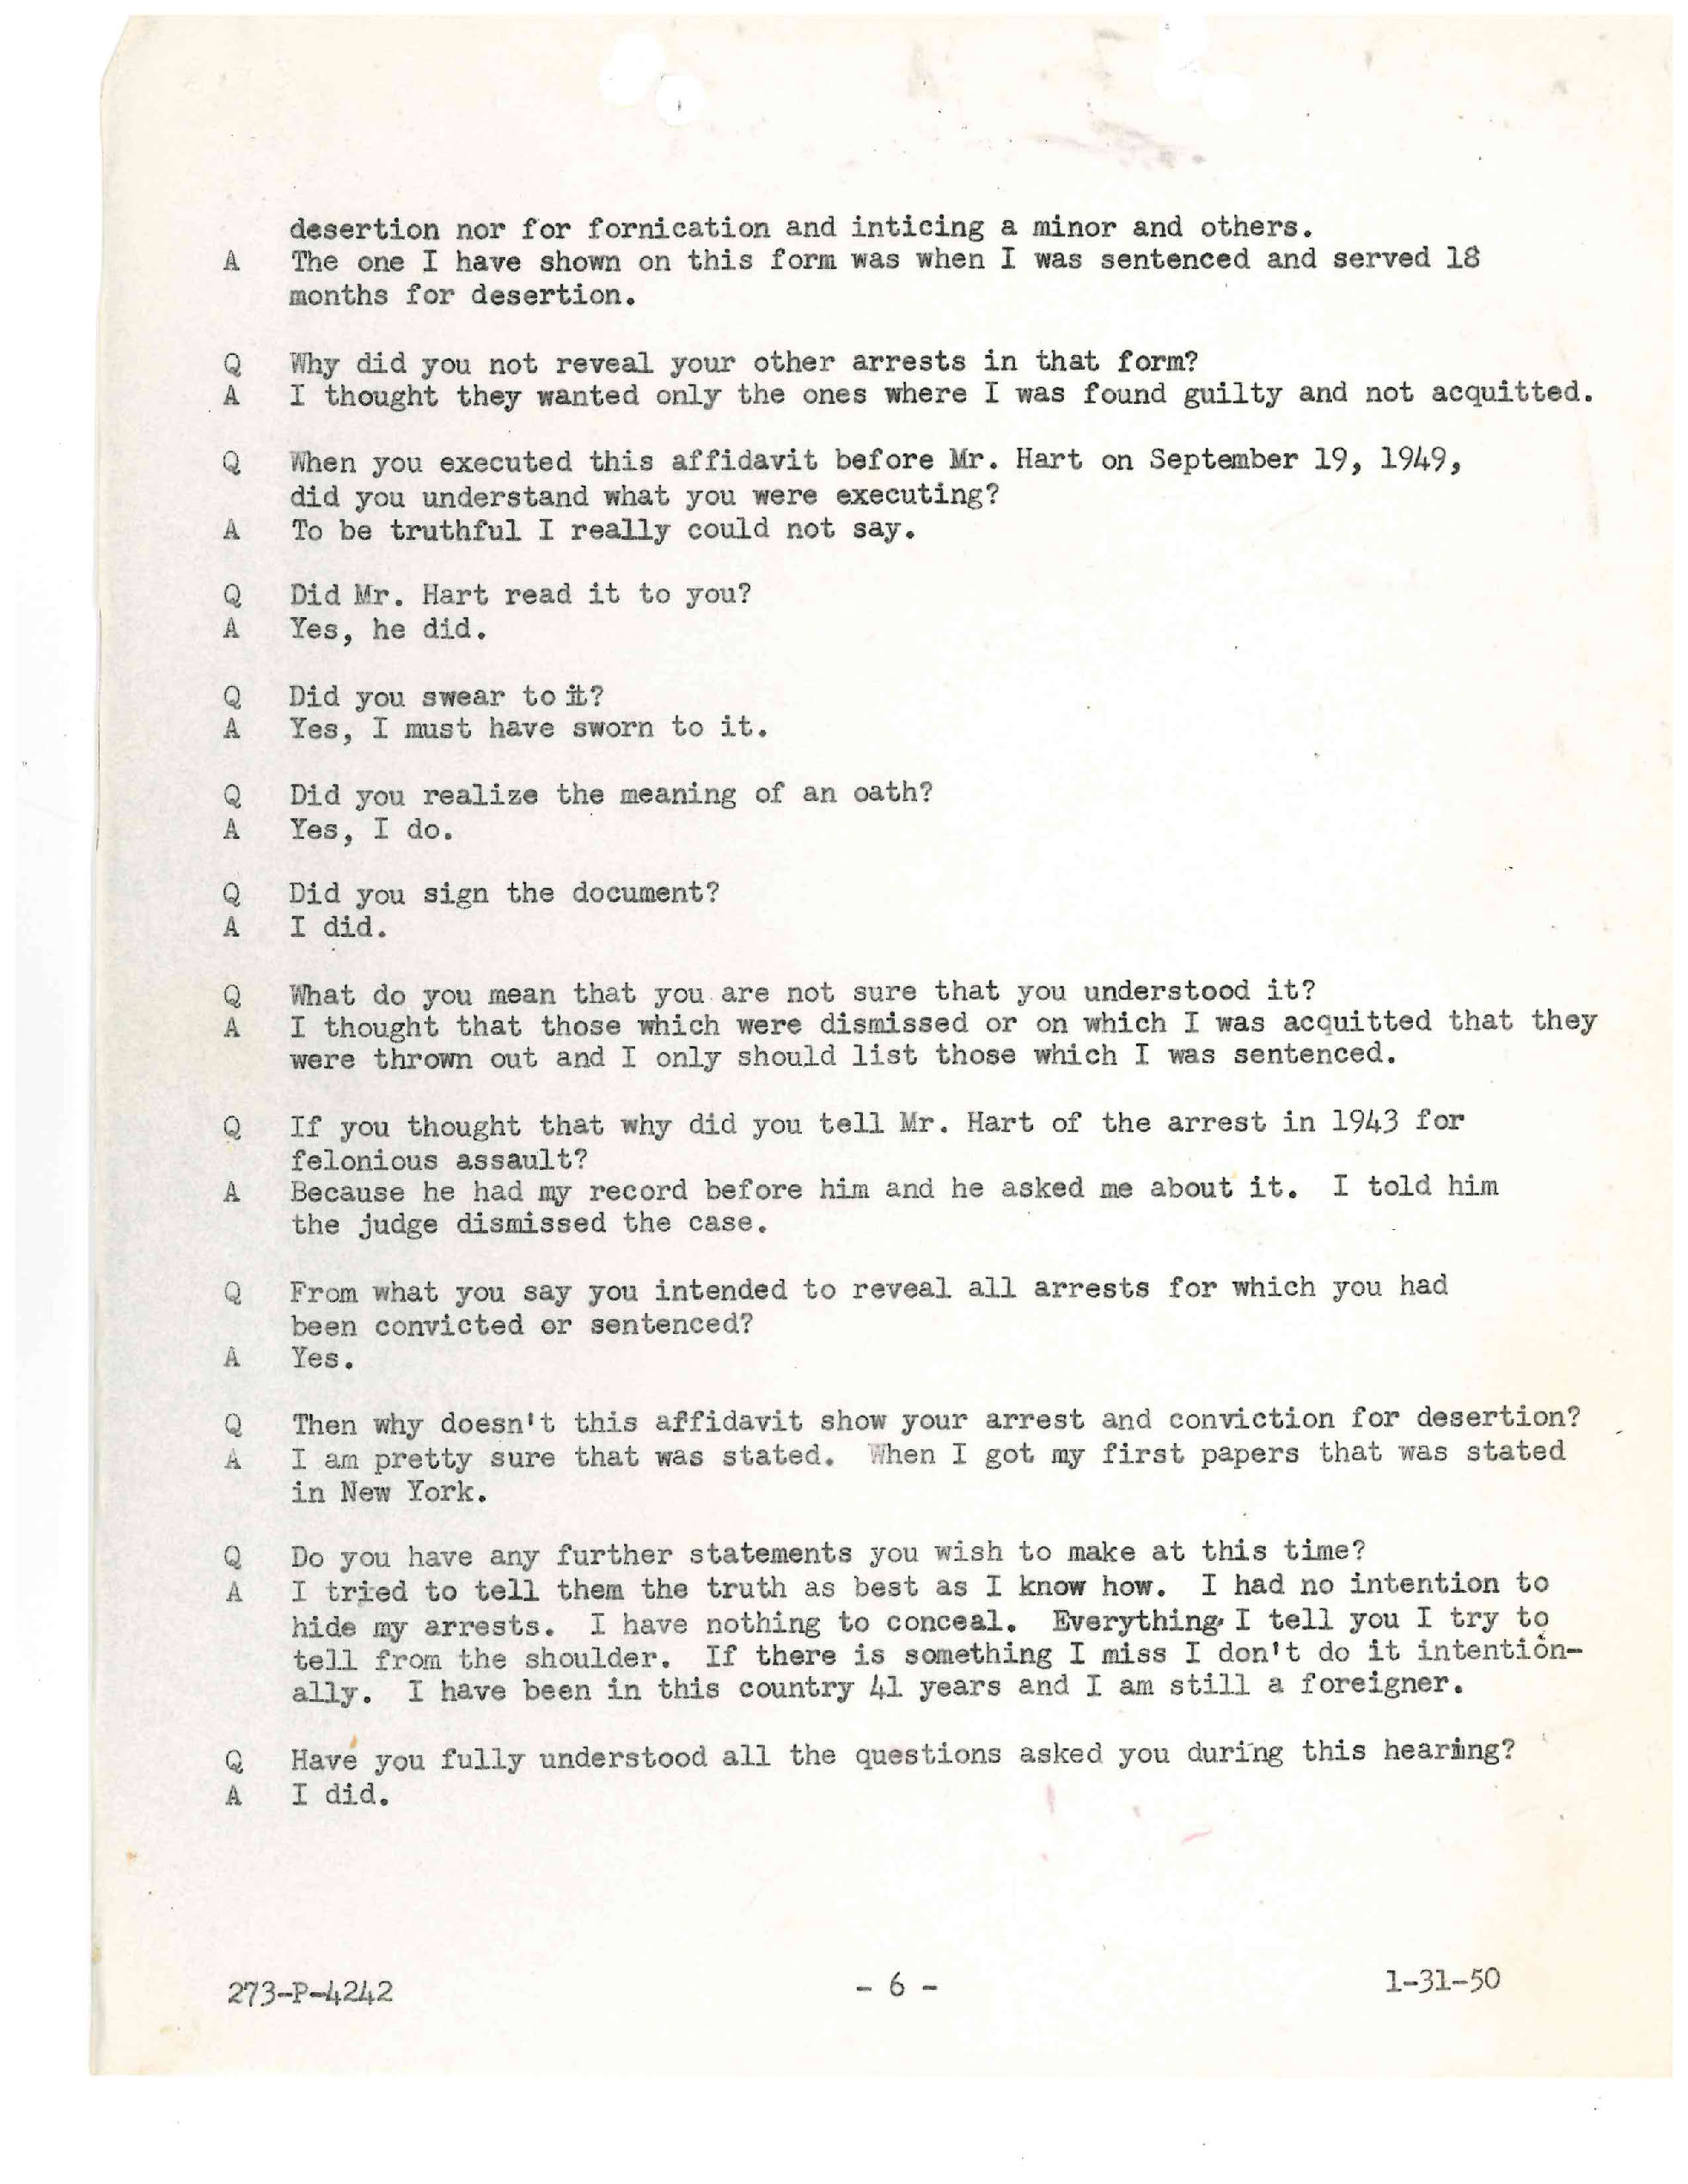 desertion nor for fornication and inticing a minor and others.
A The one I have shown on this form was when I was sentenced and served 18
months for desertion.
Q Why did you not reveal your other arrests in that form?
A I thought they wanted only the ones where I was found guilty and not acquitted.
Q When you executed this affidavit before Mr. Hart on September 19, 1949,
did you understand what you were executing?
A To be truthful I really could not say.
Q Did Mr. Hart read it to you?
A Yes, he did.
Q Did you swear to it?
A Yes, I must have sworn to it.
Q Did you realize the meaning of an oath?
A Yes, I do.
Q Did you sign the document?
A I did.
Q What do you mean that you are not sure that you understood it?
A I thought that those which were dismissed or on which I was acquitted that they
were thrown out and I only should list those which I was sentenced.
Q If you thought that why did you tell Mr. Hart of the arrest in 1943 for
felonious assault?
A Because he had my record before him and he asked me about it. I told him
the judge dismissed the case.
Q From what you say you intended to reveal all arrests for which you had
been convicted or sentenced?
A Yes.
Q Then why doesn't this affidavit show your arrest and conviction for desertion?
A I am pretty sure that was stated. When I got my first papers that was stated
in New York.
Q Do you have any further statements you wish to make at this time?
A I tried to tell them the truth as best as I know how. I had no intention to
hide my arrests. I have nothing to conceal. Everything I tell you I try to
tell from the shoulder. If there is something I miss I don't do it intention-
ally. I have been in this country 41 years and I am still a foreigner.
Q Have you fully understood all the questions asked you during this hearing?
A I did.
273-P-4242 - 6 - 1-31-50